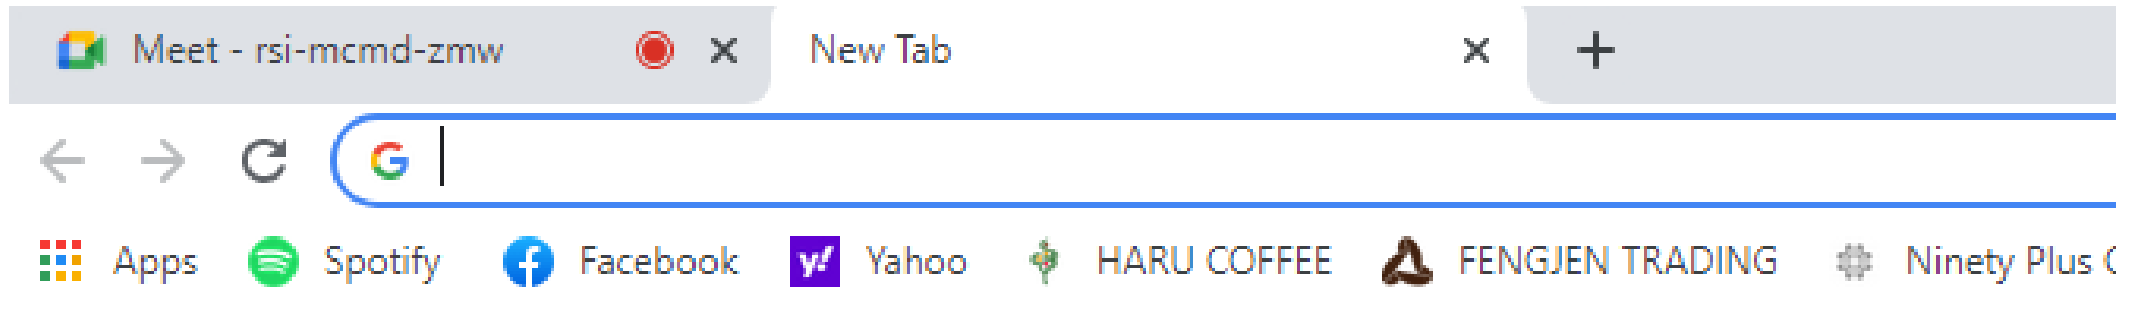 Meet - rsi-mcmd-zmw New Tab
Apps Spotify Facebook Yahoo HARU COFFEE FENGJEN TRADING Ninety Plus